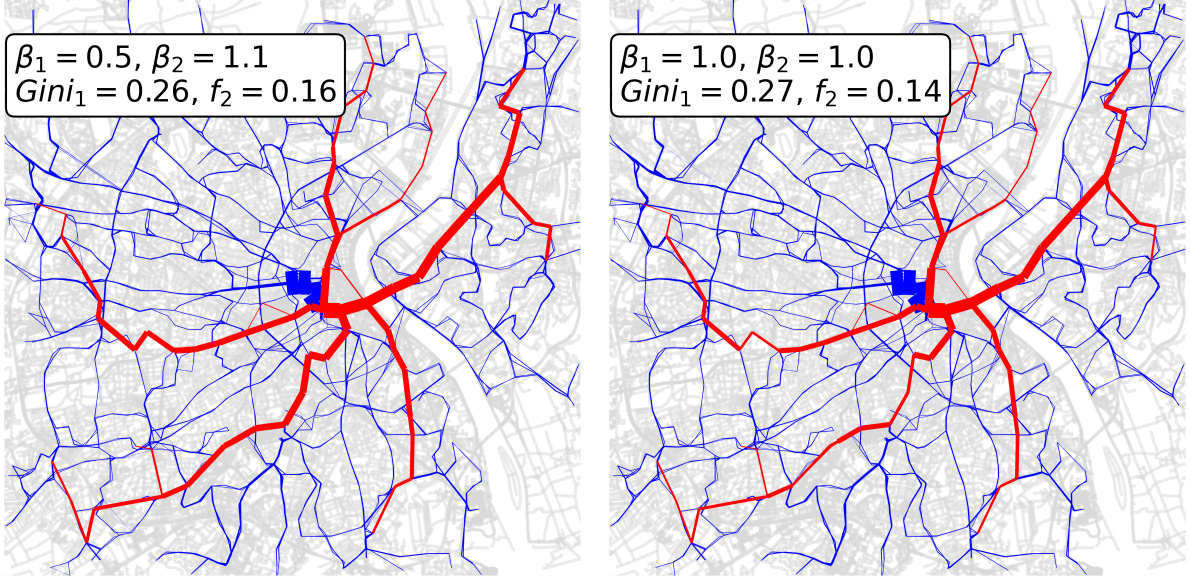 β₁ = 0.5, β₂ = 1.1
Gini₁ = 0.26, f₂ = 0.16
β₁ = 1.0, β₂ = 1.0
Gini₁ = 0.27, f₂ = 0.14